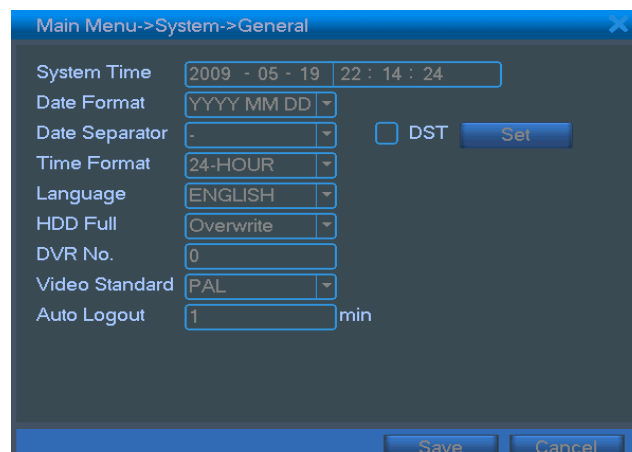 Main Menu->System->General
System Time 2009 - 05 - 19 22 : 14 : 24
Date Format YYYY MM DD
Date Separator - DST Set
Time Format 24-HOUR
Language ENGLISH
HDD Full Overwrite
DVR No. 0
Video Standard PAL
Auto Logout 1 min
Save Cancel